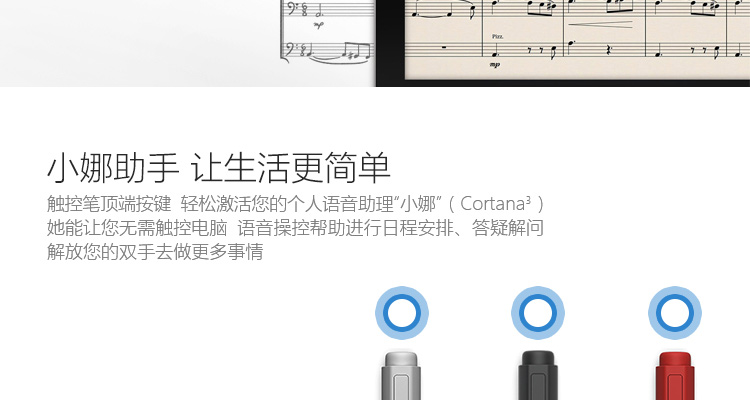 Pizz.
mp
小娜助手 让生活更简单
触控笔顶端按键 轻松激活您的个人语音助理“小娜”（Cortana³）
她能让您无需触控电脑 语音操控帮助进行日程安排、答疑解问
解放您的双手去做更多事情